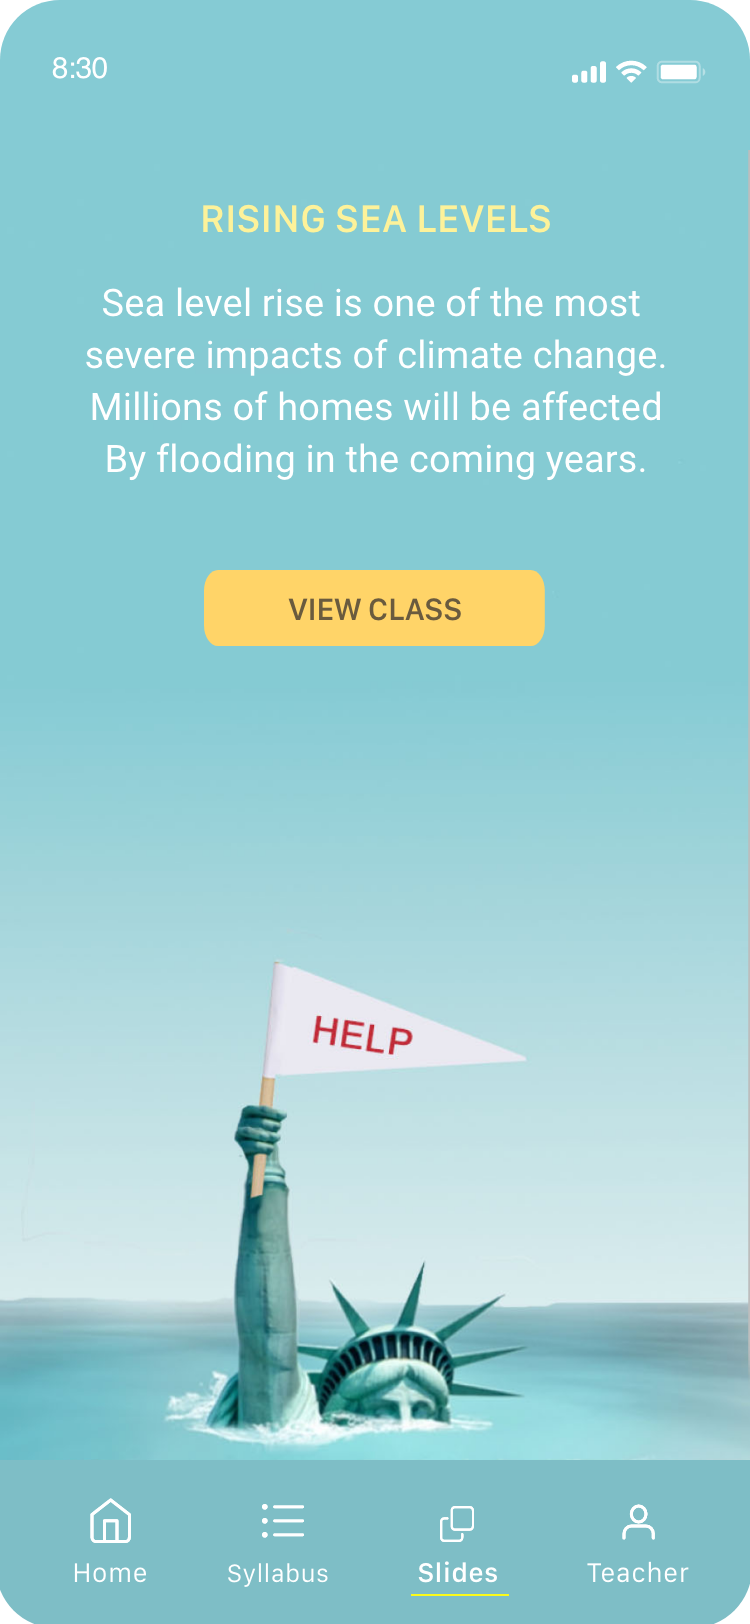 8:30
RISING SEA LEVELS
Sea level rise is one of the most
severe impacts of climate change.
Millions of homes will be affected
By flooding in the coming years.
VIEW CLASS
HELP
Home Syllabus Slides Teacher